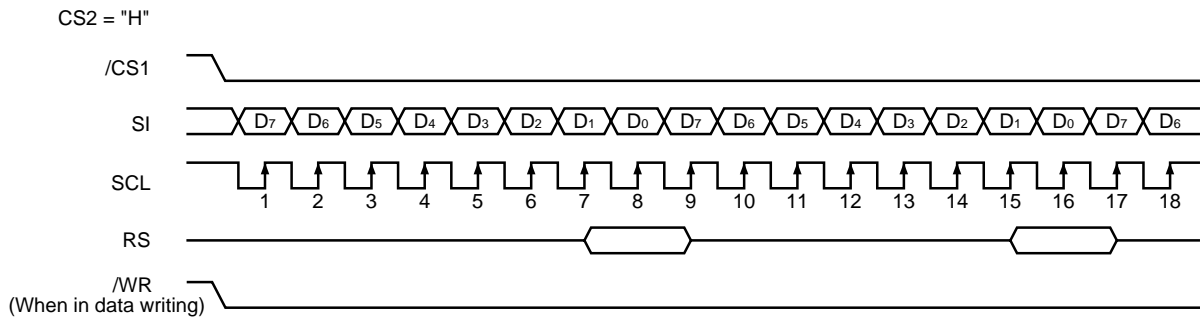 CS2 = "H"
/CS1
SI D7 D6 D5 D4 D3 D2 D1 D0 D7 D6 D5 D4 D3 D2 D1 D0 D7 D6
SCL
1 2 3 4 5 6 7 8 9 10 11 12 13 14 15 16 17 18
RS
/WR
(When in data writing)